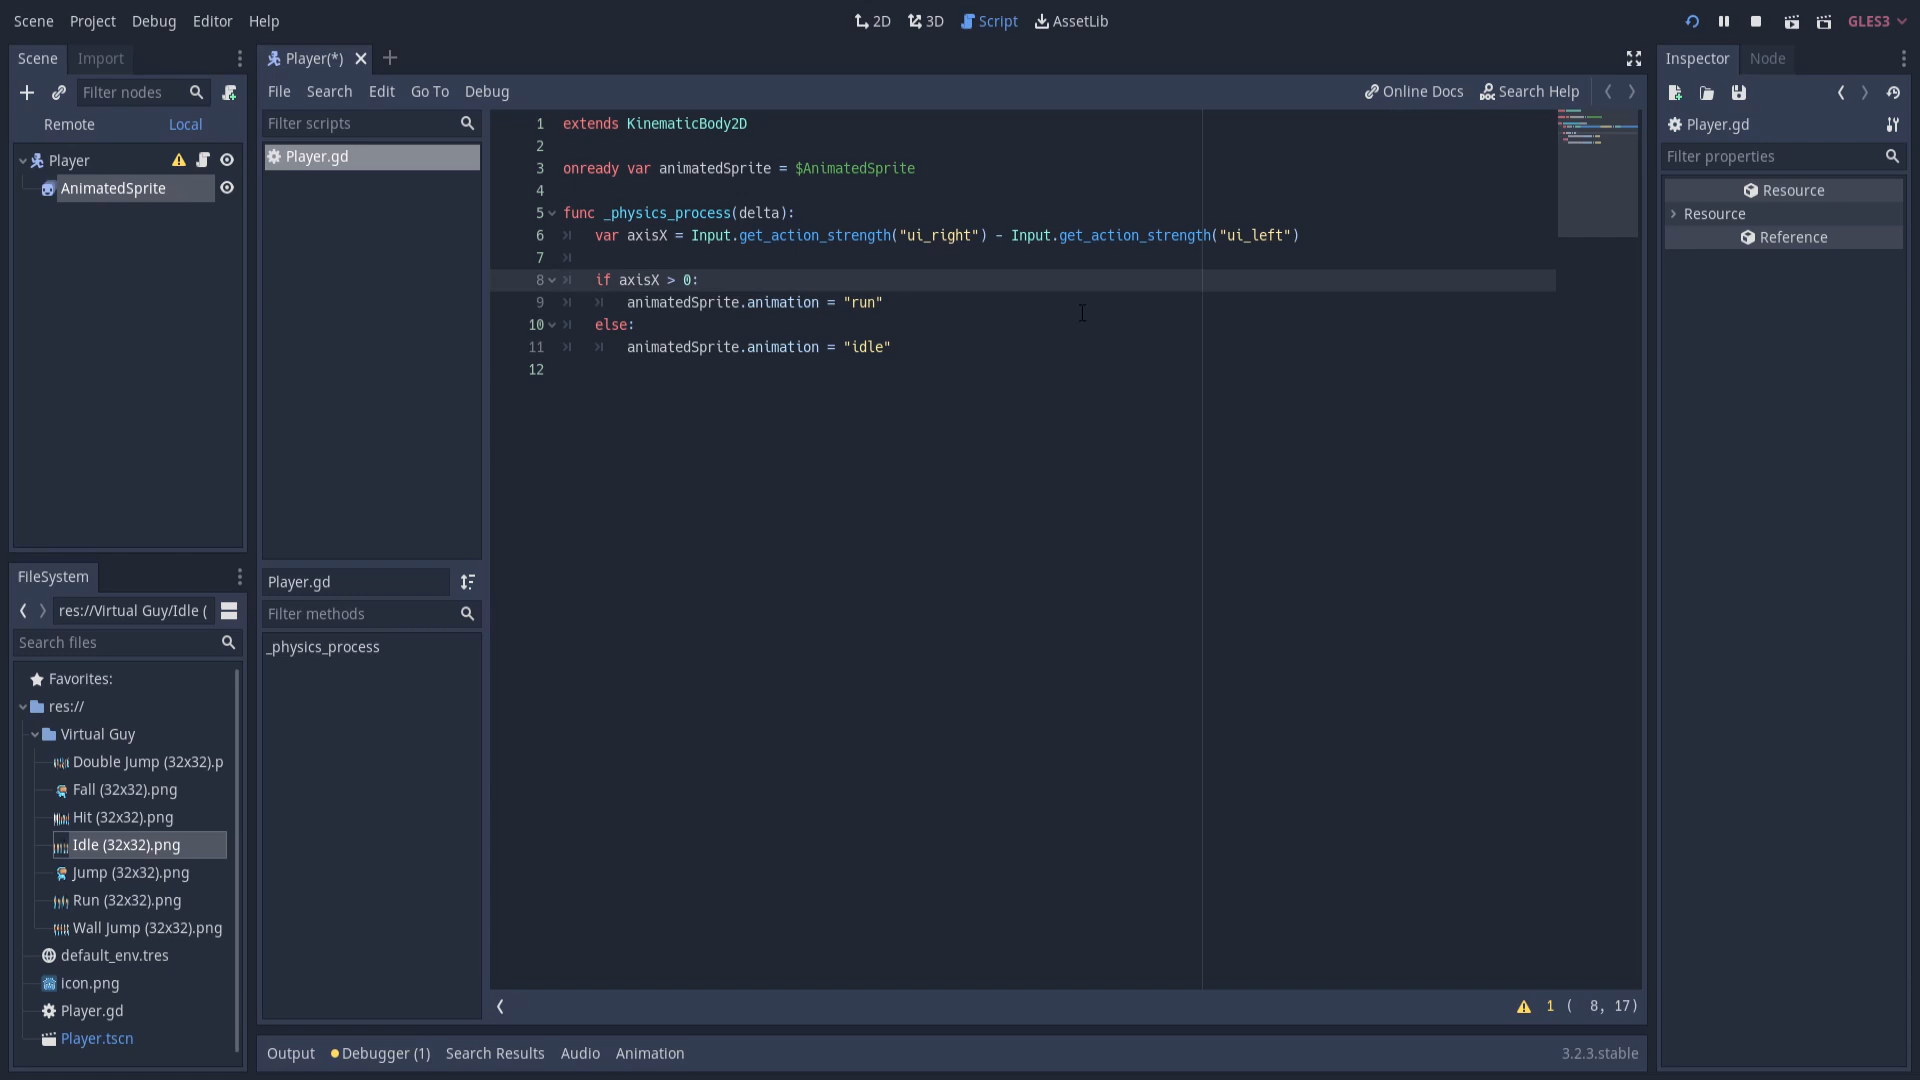 Scene Project Debug Editor Help
2D 3D Script AssetLib
GLES3
Scene Import
Filter nodes
Remote Local
Player
AnimatedSprite
FileSystem
res://Virtual Guy/Idle (
Search files
Favorites:
res://
Virtual Guy
Double Jump (32x32).p
Fall (32x32).png
Hit (32x32).png
Idle (32x32).png
Jump (32x32).png
Run (32x32).png
Wall Jump (32x32).png
default_env.tres
icon.png
Player.gd
Player.tscn
Player(*)
File Search Edit Go To Debug
Online Docs Search Help
Filter scripts
Player.gd
Player.gd
Filter methods
_physics_process
1 extends KinematicBody2D
2
3 onready var animatedSprite = $AnimatedSprite
4
5 func _physics_process(delta):
6 var axisX = Input.get_action_strength("ui_right") - Input.get_action_strength("ui_left")
7
8 if axisX > 0:
9 animatedSprite.animation = "run"
10 else:
11 animatedSprite.animation = "idle"
12
1 ( 8, 17)
Output Debugger (1) Search Results Audio Animation
3.2.3.stable
Inspector Node
Player.gd
Filter properties
Resource
Resource
Reference